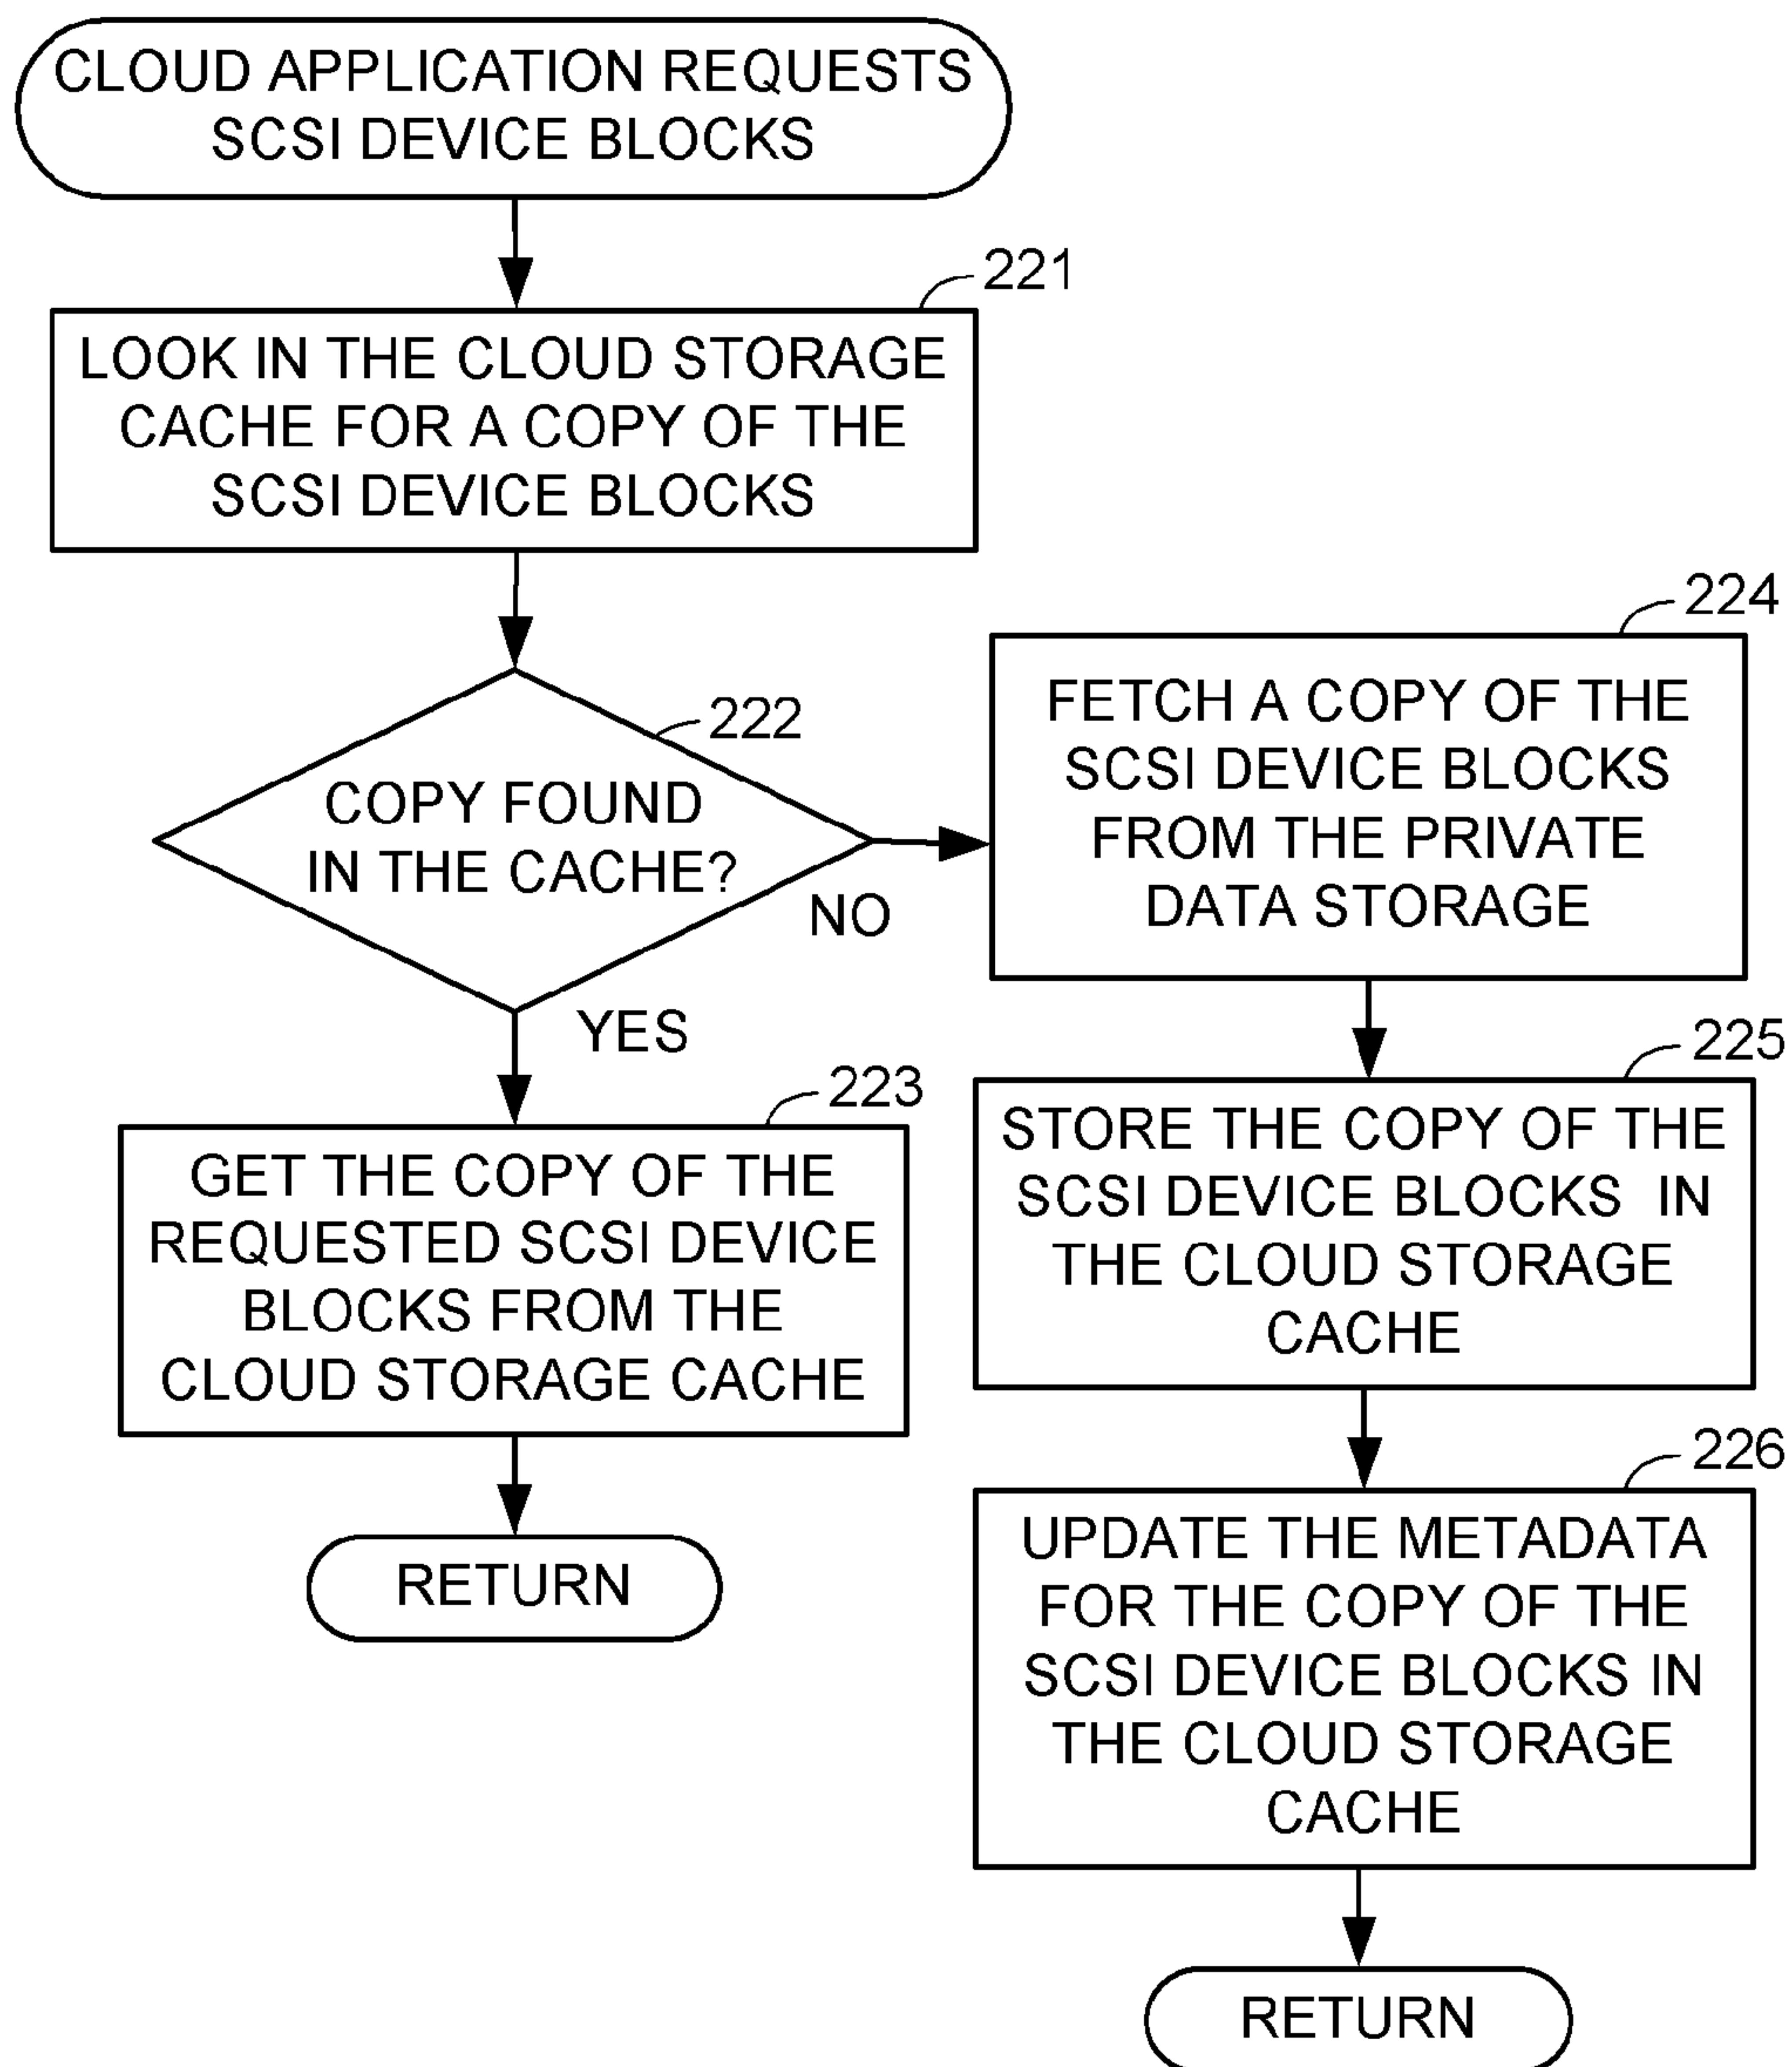 CLOUD APPLICATION REQUESTS
SCSI DEVICE BLOCKS
221
LOOK IN THE CLOUD STORAGE
CACHE FOR A COPY OF THE
SCSI DEVICE BLOCKS
222
COPY FOUND
IN THE CACHE?
NO
YES
223
GET THE COPY OF THE
REQUESTED SCSI DEVICE
BLOCKS FROM THE
CLOUD STORAGE CACHE
RETURN
224
FETCH A COPY OF THE
SCSI DEVICE BLOCKS
FROM THE PRIVATE
DATA STORAGE
225
STORE THE COPY OF THE
SCSI DEVICE BLOCKS IN
THE CLOUD STORAGE
CACHE
226
UPDATE THE METADATA
FOR THE COPY OF THE
SCSI DEVICE BLOCKS IN
THE CLOUD STORAGE
CACHE
RETURN